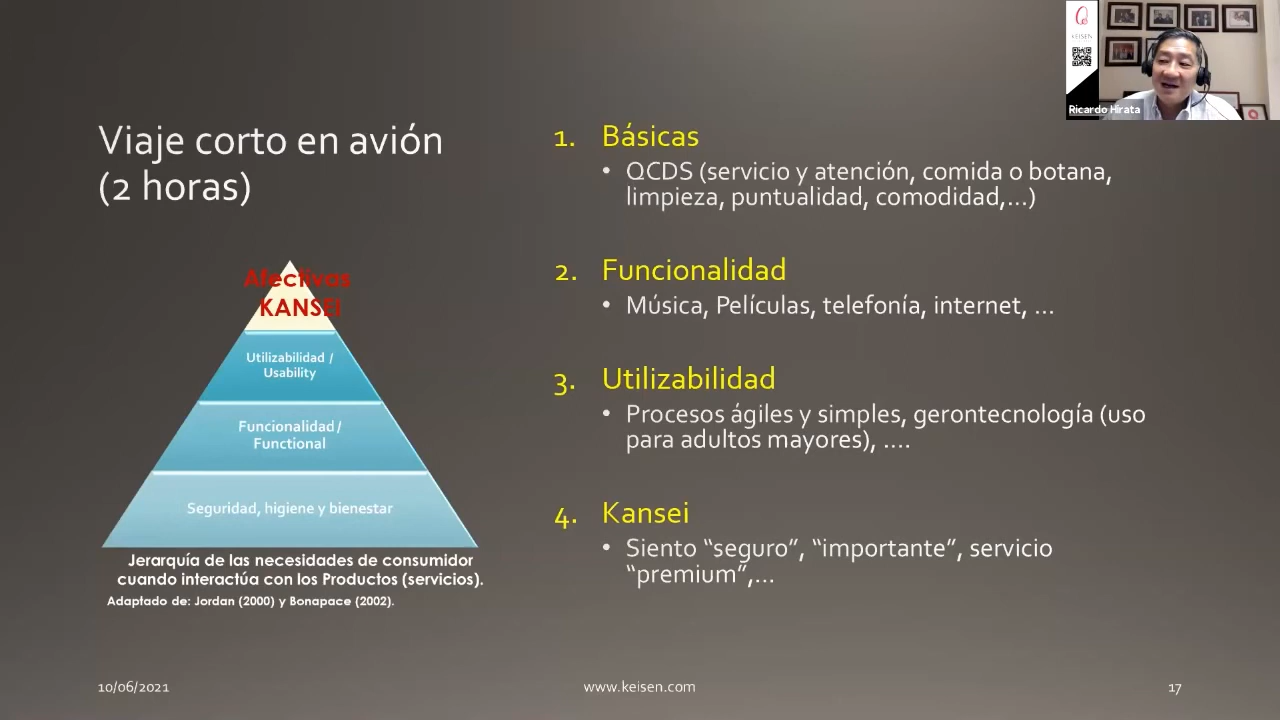 KEISEN
Ricardo Hirata
Viaje corto en avión
(2 horas)
Afectivas
KANSEI
Utilizabilidad /
Usability
Funcionalidad/
Functional
Seguridad, higiene y bienestar
Jerarquía de las necesidades de consumidor
cuando interactúa con los Productos (servicios).
Adaptado de: Jordan (2000) y Bonapace (2002).
1. Básicas
• QCDS (servicio y atención, comida o botana,
limpieza, puntualidad, comodidad,...)
2. Funcionalidad
• Música, Películas, telefonía, internet, ...
3. Utilizabilidad
• Procesos ágiles y simples, gerontecnología (uso
para adultos mayores), ....
4. Kansei
• Siento “seguro”, “importante”, servicio
“premium”,...
10/06/2021
www.keisen.com
17